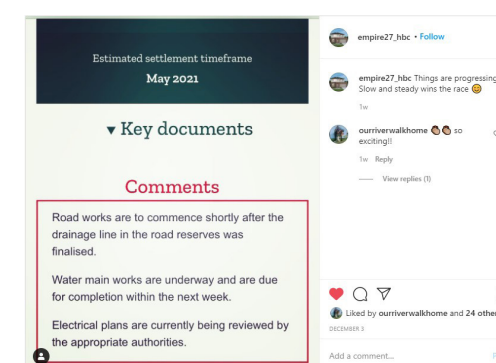 Estimated settlement timeframe
May 2021
Key documents
Comments
Road works are to commence shortly after the
drainage line in the road reserves was
finalised.
Water main works are underway and are due
for completion within the next week.
Electrical plans are currently being reviewed by
the appropriate authorities.
empire27_hbc • Follow
empire27_hbc Things are progressing
Slow and steady wins the race 😄
1w
ourriverwalkhome 👏👏 so
exciting!!
1w Reply
View replies (1)
Liked by ourriverwalkhome and 24 other
DECEMBER 3
Add a comment...